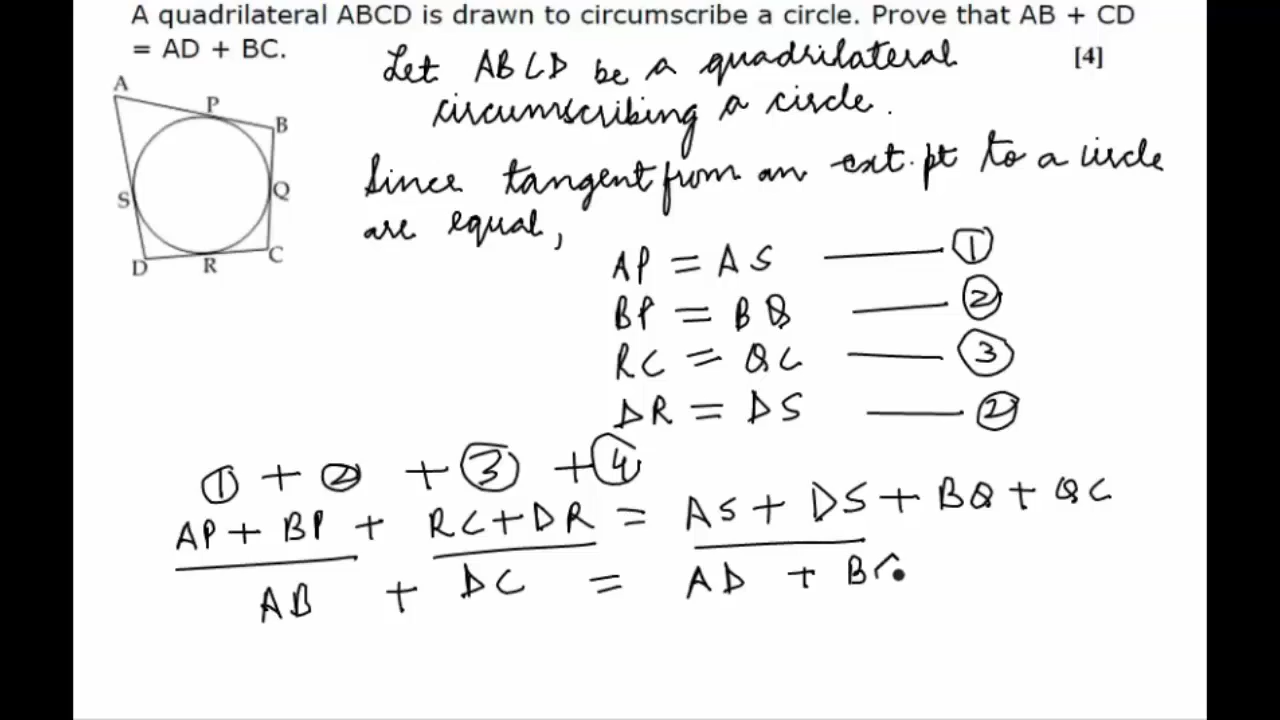 A quadrilateral ABCD is drawn to circumscribe a circle. Prove that AB + CD
= AD + BC.
[4]
A
P
B
S
Q
D
R
C
Let ABCD be a quadrilateral
circumscribing a circle.
Since tangent from an ext. pt to a circle
are equal,
AP = AS —— ①
BP = BQ —— ②
RC = QC —— ③
DR = DS —— ②
① + ② + ③ + ④
AP + BP + RC + DR = AS + DS + BQ + QC
AB + DC = AD + BC